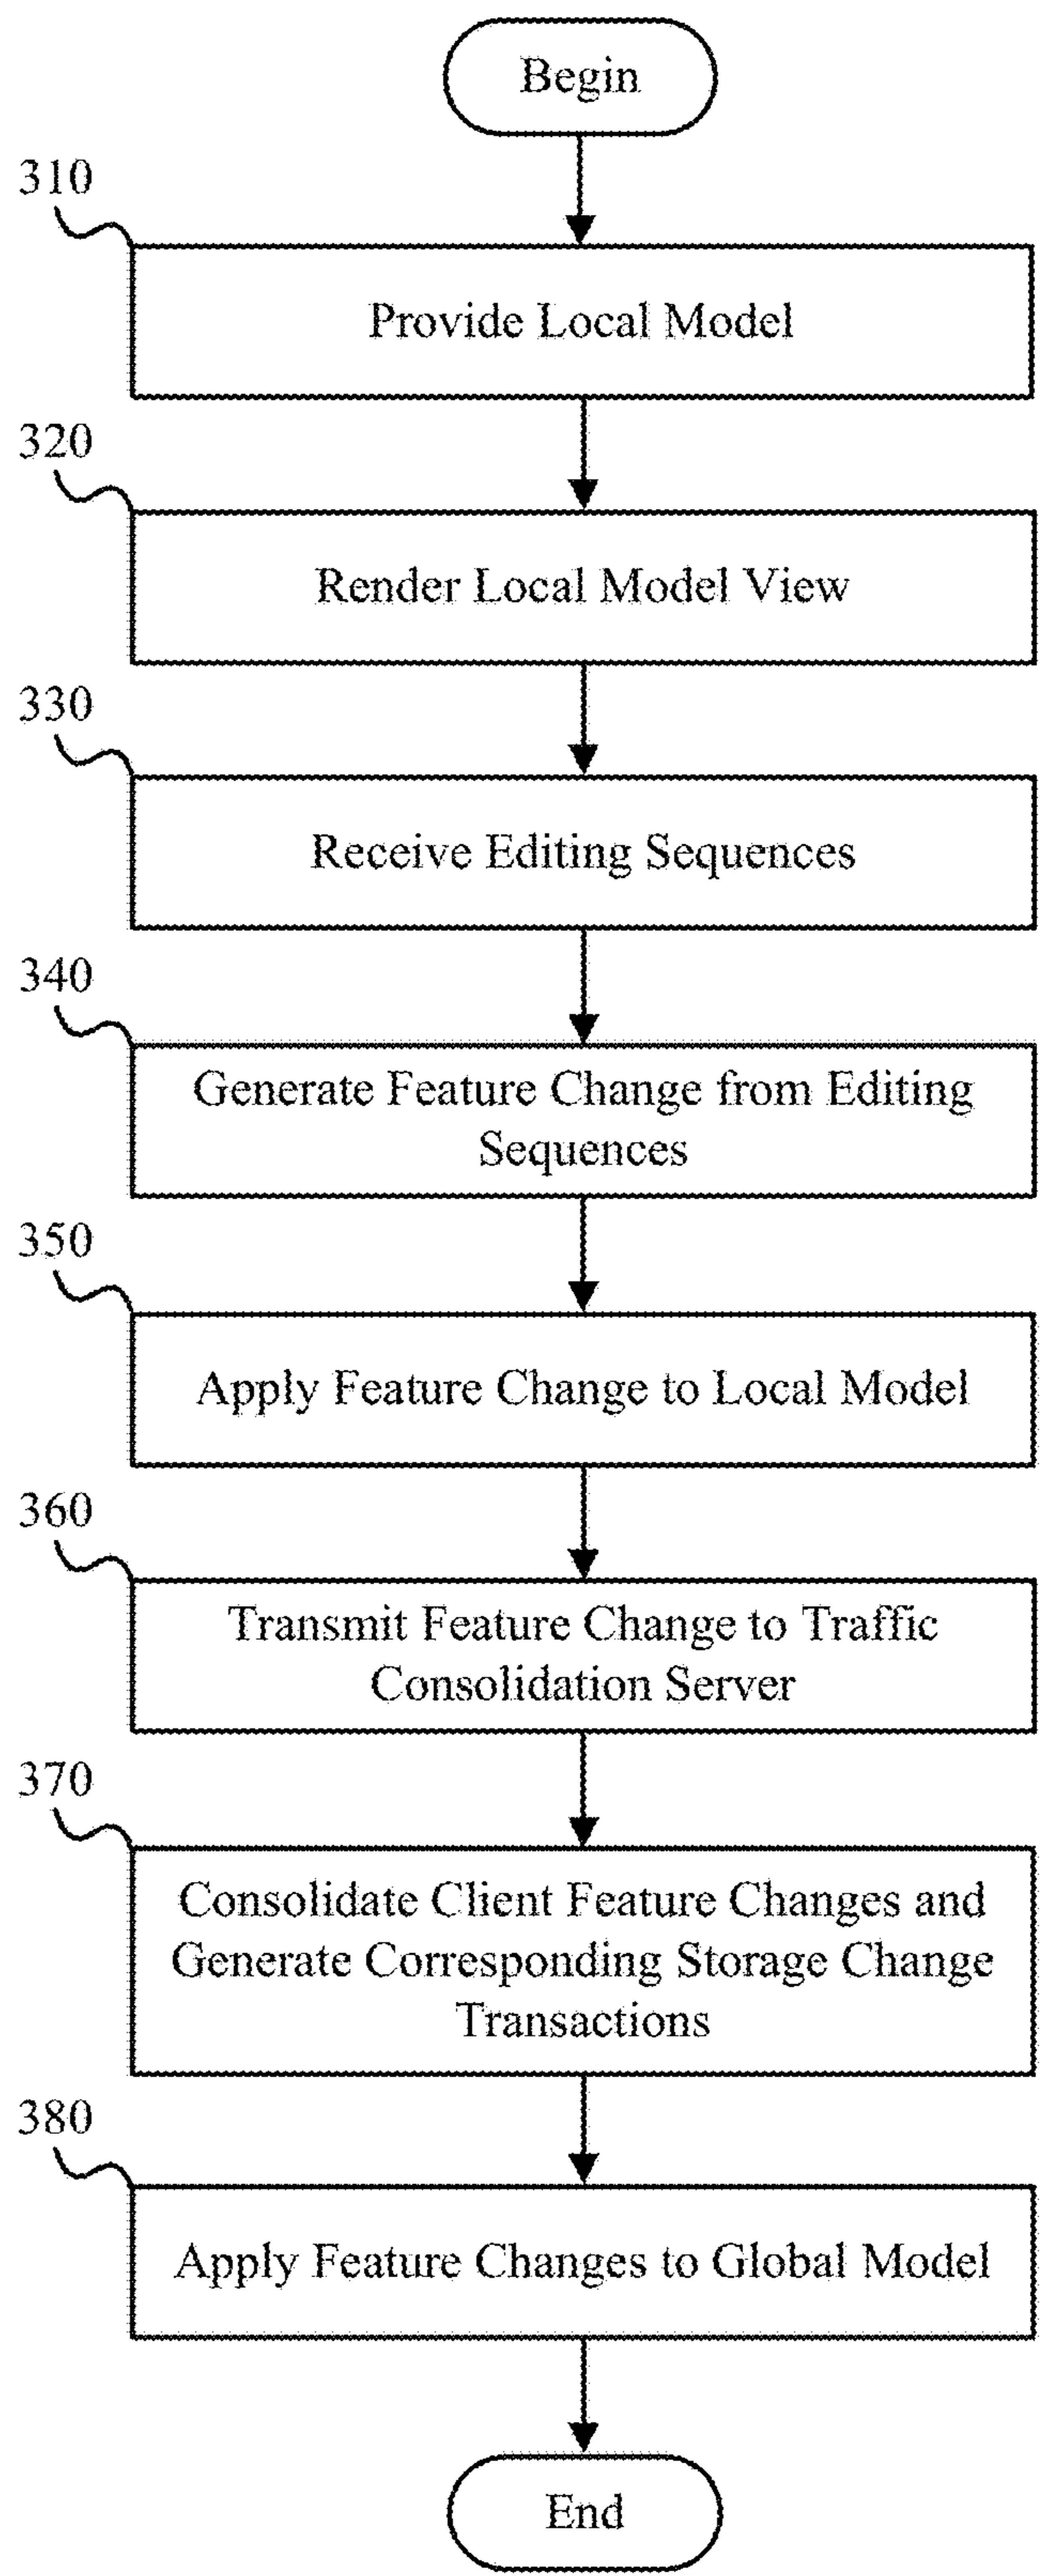 Begin
310
Provide Local Model
320
Render Local Model View
330
Receive Editing Sequences
340
Generate Feature Change from Editing
Sequences
350
Apply Feature Change to Local Model
360
Transmit Feature Change to Traffic
Consolidation Server
370
Consolidate Client Feature Changes and
Generate Corresponding Storage Change
Transactions
380
Apply Feature Changes to Global Model
End